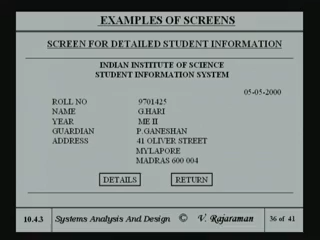 EXAMPLES OF SCREENS
SCREEN FOR DETAILED STUDENT INFORMATION
INDIAN INSTITUTE OF SCIENCE
STUDENT INFORMATION SYSTEM
05-05-2000
ROLL NO 9701425
NAME G.HARI
YEAR ME II
GUARDIAN P.GANESHAN
ADDRESS 41 OLIVER STREET
MYLAPORE
MADRAS 600 004
DETAILS RETURN
10.4.3 Systems Analysis And Design © V. Rajaraman 36 of 41